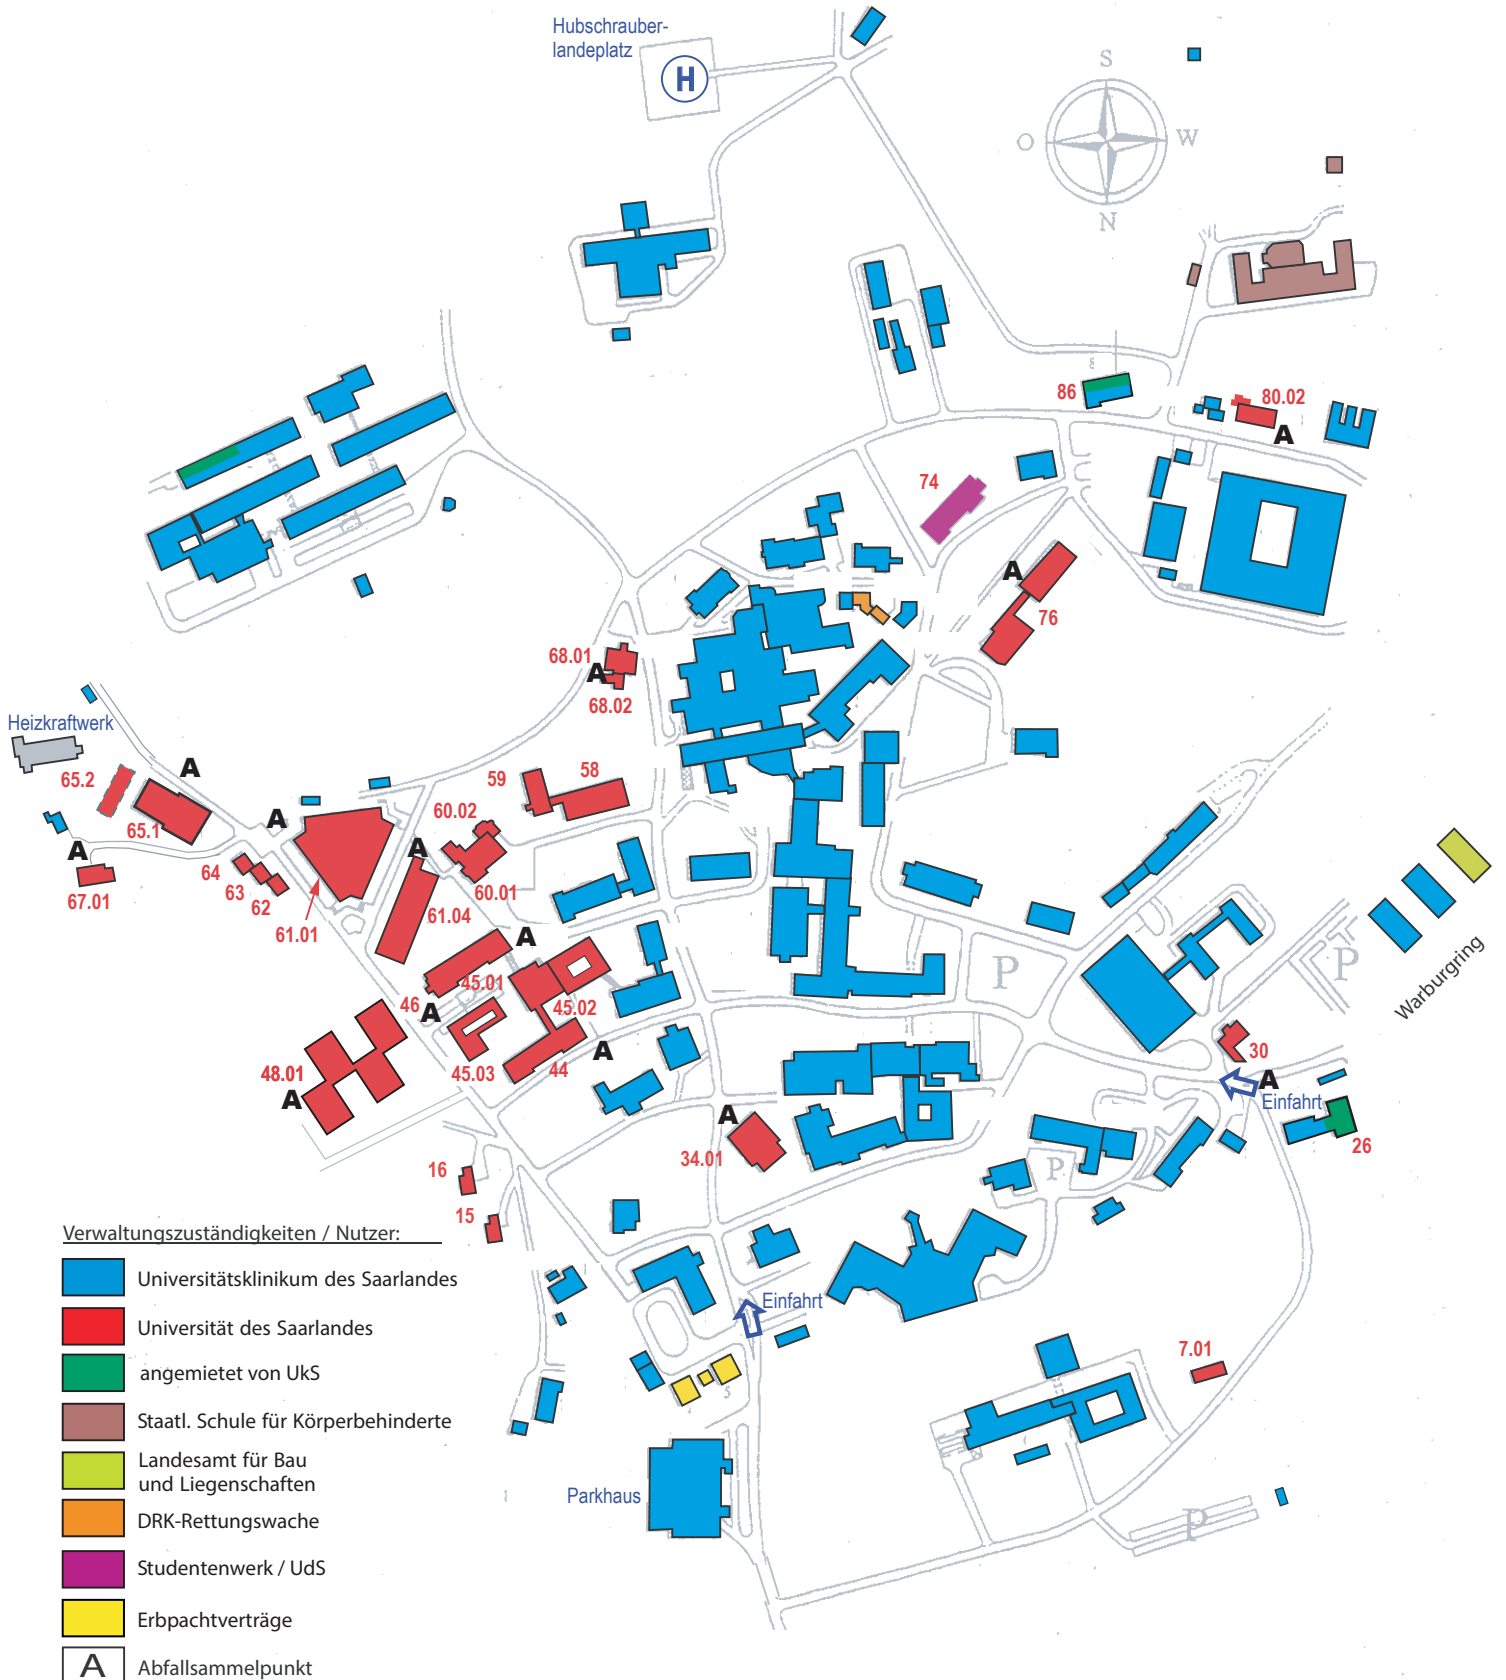 Hubschrauber-
landeplatz
H
S
O
W
N
86
80.02
A
74
A
76
68.01
A
68.02
Heizkraftwerk
65.2
A
65.1
59
58
60.02
A
A
A
67.01
64
63
62
60.01
61.04
61.01
A
46
45.01
45.02
A
48.01
A
45.03
44
A
P
P
Warburgring
30
A
Einfahrt
26
A
34.01
P
16
15
Einfahrt
7.01
Parkhaus
P
Verwaltungszuständigkeiten / Nutzer:
Universitätsklinikum des Saarlandes
Universität des Saarlandes
angemietet von UkS
Staatl. Schule für Körperbehinderte
Landesamt für Bau
und Liegenschaften
DRK-Rettungswache
Studentenwerk / UdS
Erbpachtverträge
A Abfallsammelpunkt